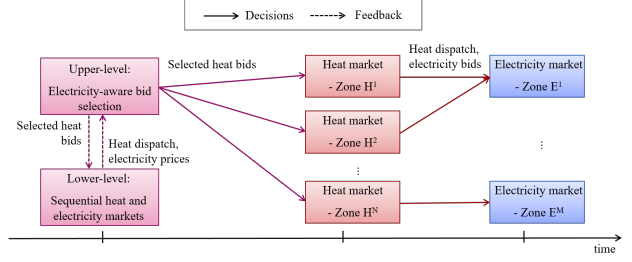 Decisions
Feedback
Upper-level:
Electricity-aware bid
selection
Selected heat bids
Heat market
- Zone H¹
Heat dispatch,
electricity bids
Electricity market
- Zone E¹
Selected heat
bids
Heat dispatch,
electricity prices
Heat market
- Zone H²
⋮
⋮
Lower-level:
Sequential heat and
electricity markets
Heat market
- Zone Hᴺ
Electricity market
- Zone Eᴹ
time